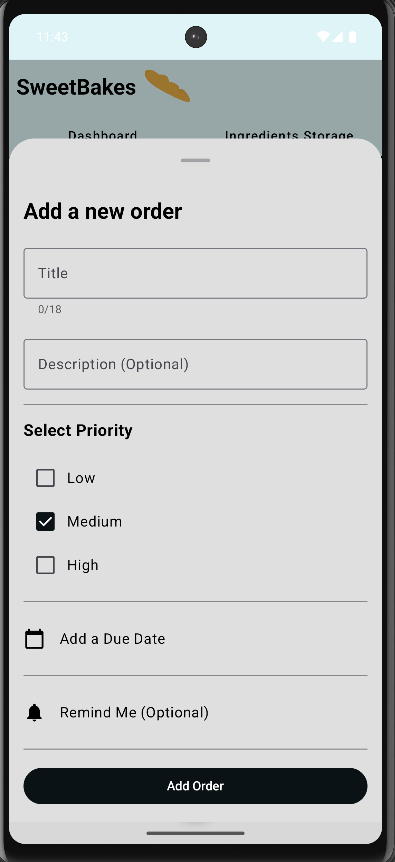 11:43
SweetBakes
Dashboard Ingredients Storage
Add a new order
Title
0/18
Description (Optional)
Select Priority
Low
Medium
High
Add a Due Date
Remind Me (Optional)
Add Order